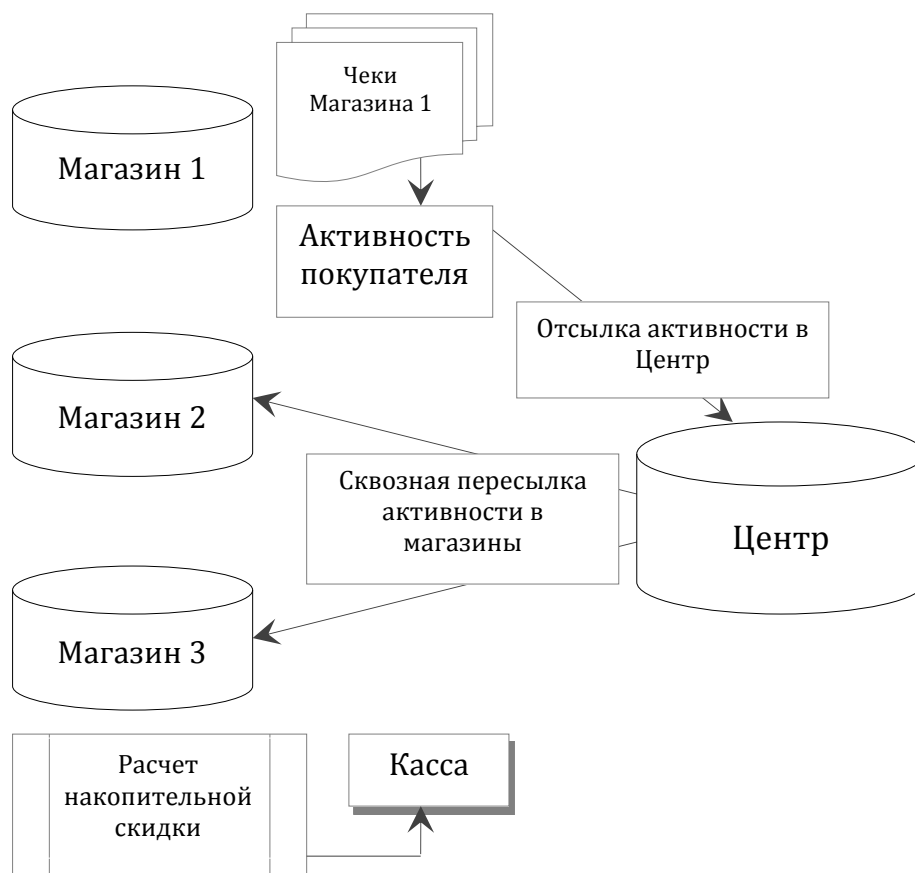 Чеки
Магазина 1
Магазин 1
Активность
покупателя
Отсылка активности в
Центр
Магазин 2
Сквозная пересылка
активности в
магазины
Центр
Магазин 3
Расчет
накопительной
скидки
Касса